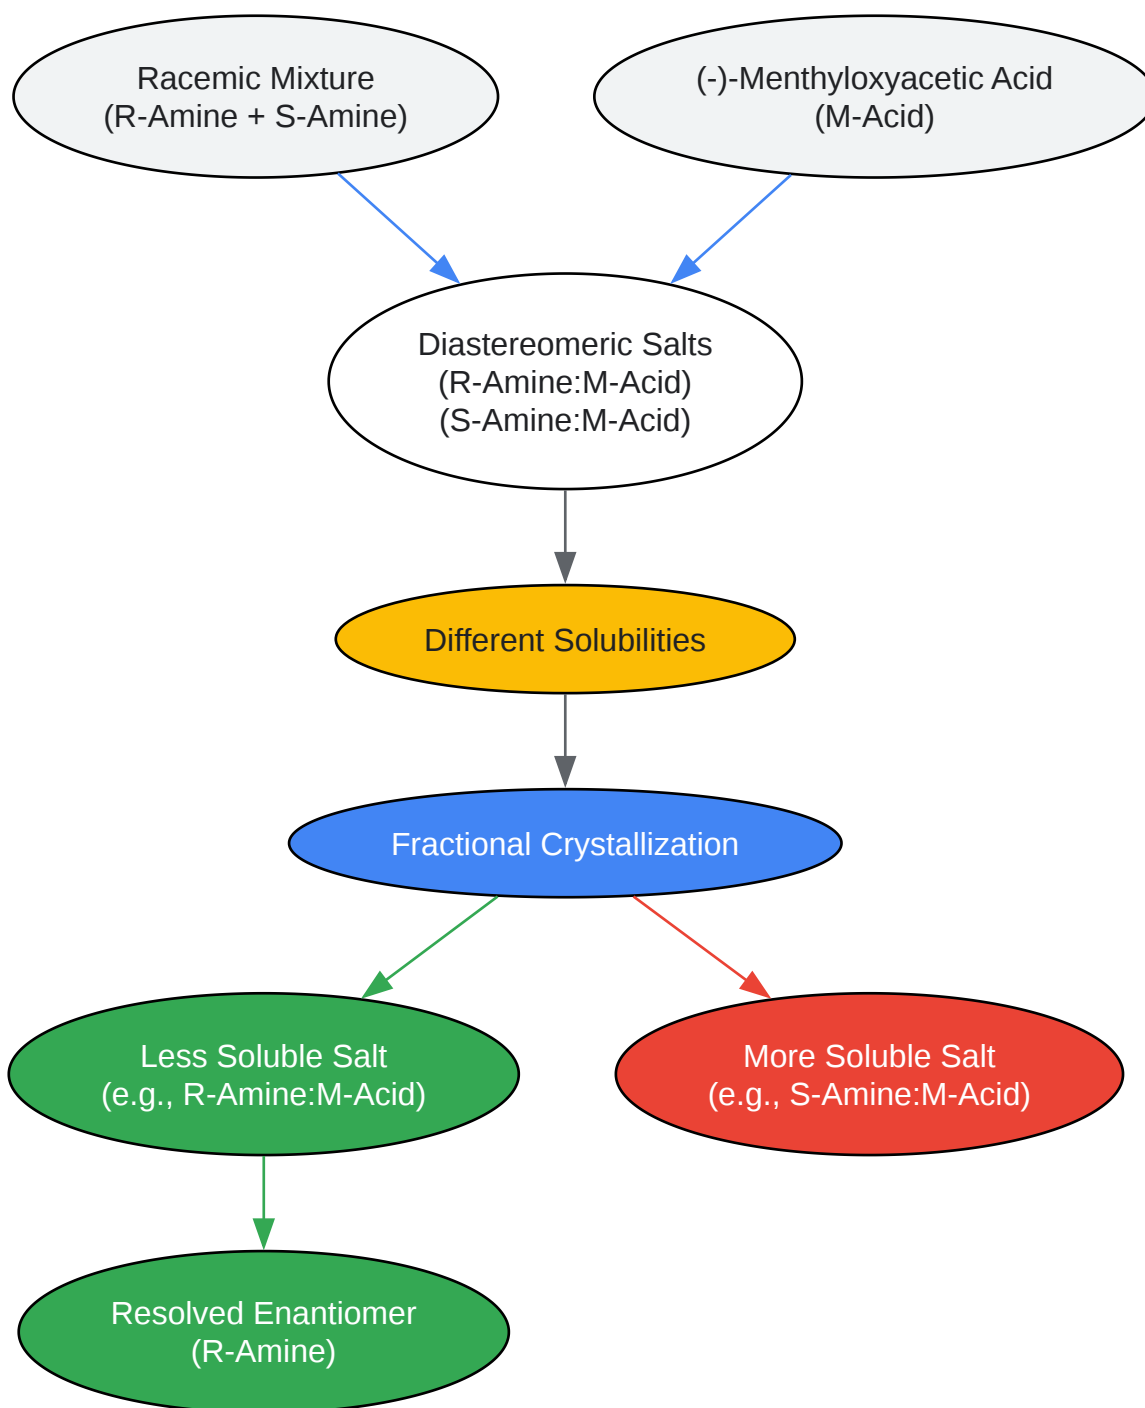 Racemic Mixture
(R-Amine + S-Amine)
(-)-Menthyloxyacetic Acid
(M-Acid)
Diastereomeric Salts
(R-Amine:M-Acid)
(S-Amine:M-Acid)
Different Solubilities
Fractional Crystallization
Less Soluble Salt
(e.g., R-Amine:M-Acid)
More Soluble Salt
(e.g., S-Amine:M-Acid)
Resolved Enantiomer
(R-Amine)